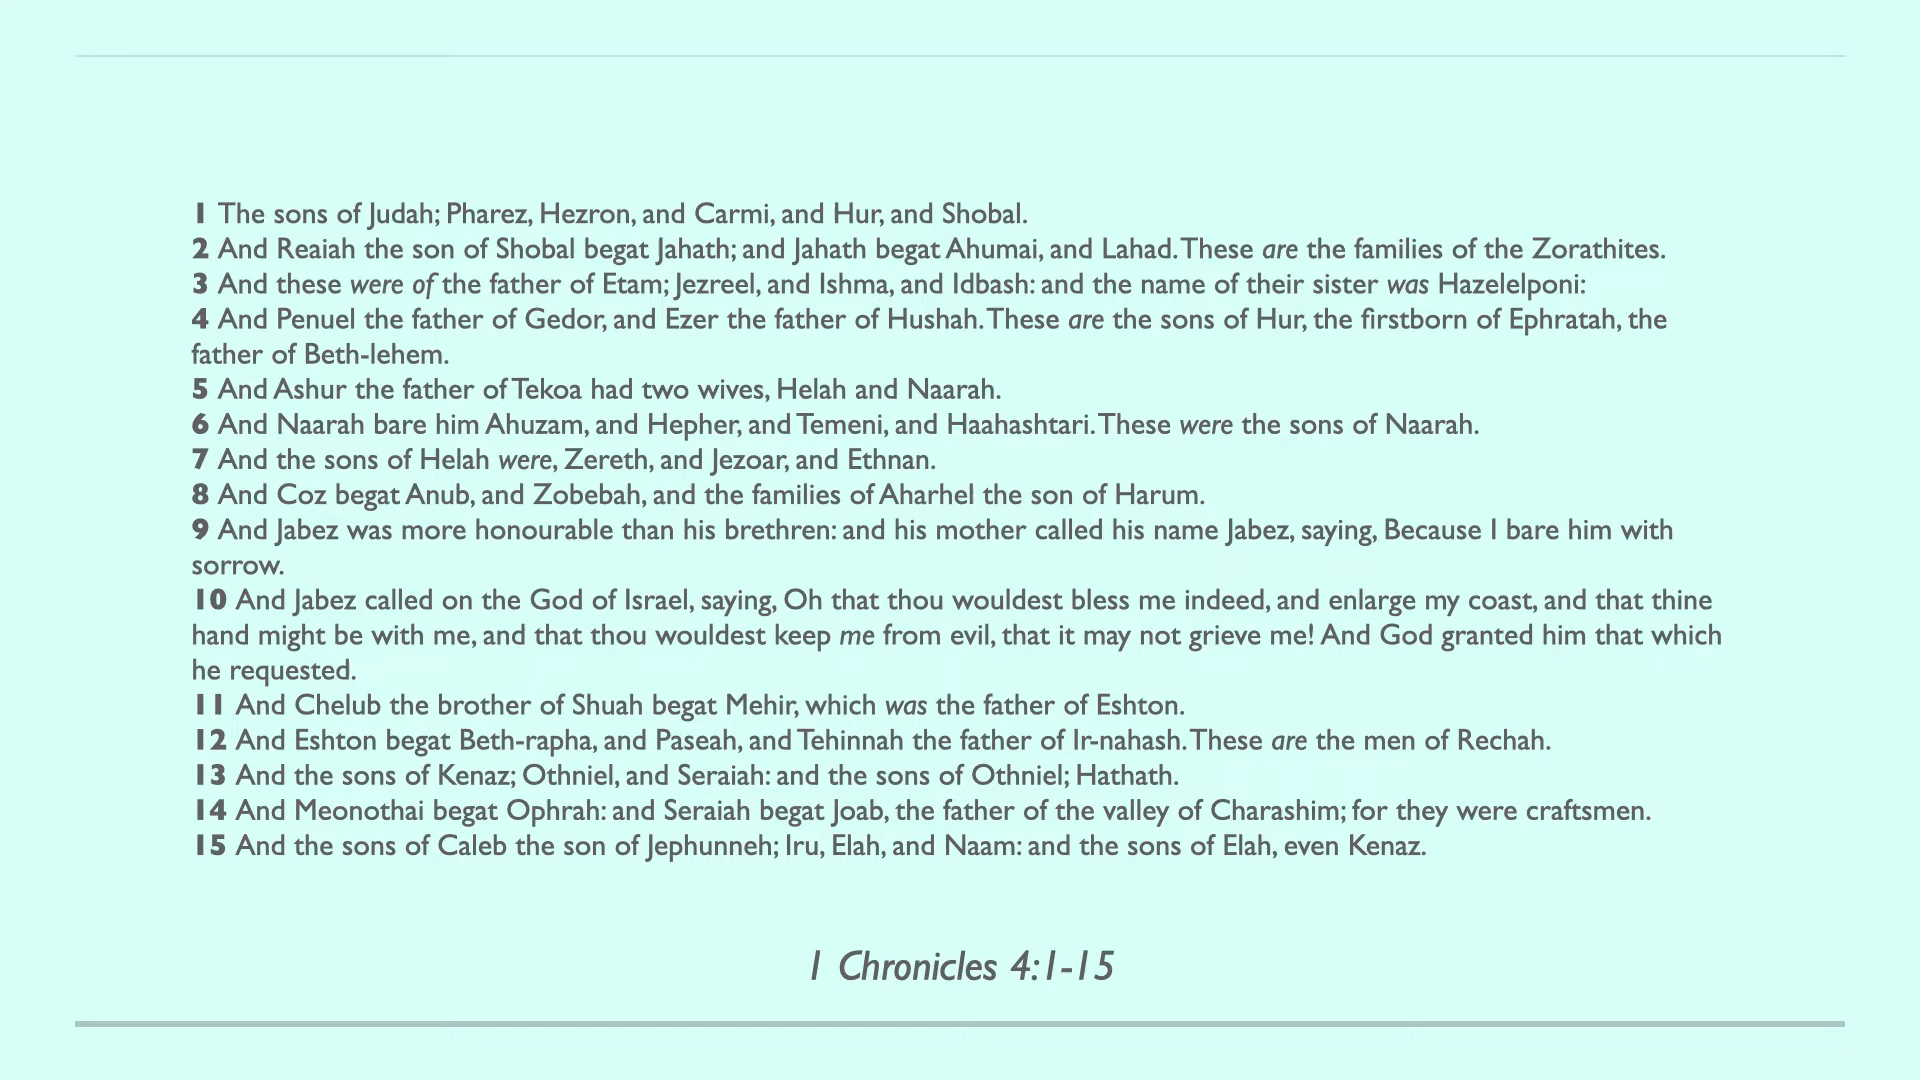 1 The sons of Judah; Pharez, Hezron, and Carmi, and Hur, and Shobal.
2 And Reaiah the son of Shobal begat Jahath; and Jahath begat Ahumai, and Lahad. These are the families of the Zorathites.
3 And these were of the father of Etam; Jezreel, and Ishma, and Idbash: and the name of their sister was Hazelelponi:
4 And Penuel the father of Gedor, and Ezer the father of Hushah. These are the sons of Hur, the firstborn of Ephratah, the
father of Beth-lehem.
5 And Ashur the father of Tekoa had two wives, Helah and Naarah.
6 And Naarah bare him Ahuzam, and Hepher, and Temeni, and Haahashtari. These were the sons of Naarah.
7 And the sons of Helah were, Zereth, and Jezoar, and Ethnan.
8 And Coz begat Anub, and Zobebah, and the families of Aharhel the son of Harum.
9 And Jabez was more honourable than his brethren: and his mother called his name Jabez, saying, Because I bare him with
sorrow.
10 And Jabez called on the God of Israel, saying, Oh that thou wouldest bless me indeed, and enlarge my coast, and that thine
hand might be with me, and that thou wouldest keep me from evil, that it may not grieve me! And God granted him that which
he requested.
11 And Chelub the brother of Shuah begat Mehir, which was the father of Eshton.
12 And Eshton begat Beth-rapha, and Paseah, and Tehinnah the father of Ir-nahash. These are the men of Rechah.
13 And the sons of Kenaz; Othniel, and Seraiah: and the sons of Othniel; Hathath.
14 And Meonothai begat Ophrah: and Seraiah begat Joab, the father of the valley of Charashim; for they were craftsmen.
15 And the sons of Caleb the son of Jephunneh; Iru, Elah, and Naam: and the sons of Elah, even Kenaz.
1 Chronicles 4:1-15